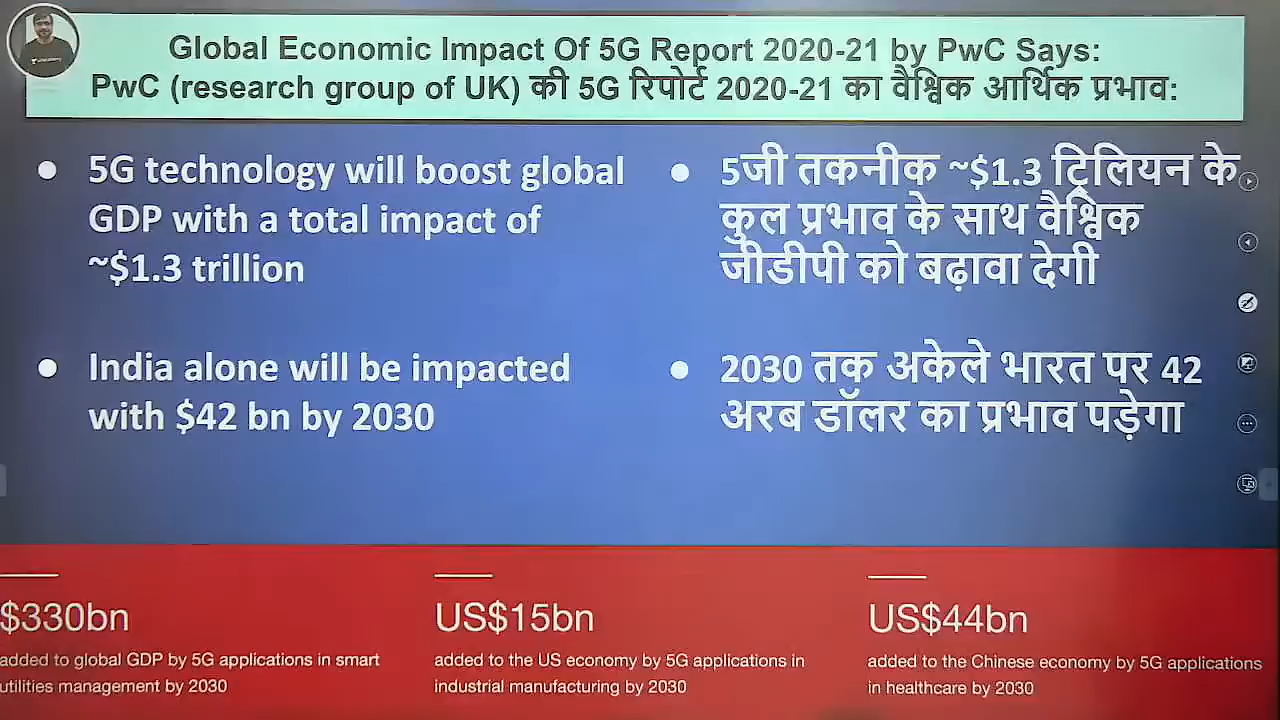 Global Economic Impact Of 5G Report 2020-21 by PwC Says:
PwC (research group of UK) की 5G रिपोर्ट 2020-21 का वैश्विक आर्थिक प्रभाव:
● 5G technology will boost global
GDP with a total impact of
~$1.3 trillion
● India alone will be impacted
with $42 bn by 2030
● 5जी तकनीक ~$1.3 ट्रिलियन के
कुल प्रभाव के साथ वैश्विक
जीडीपी को बढ़ावा देगी
● 2030 तक अकेले भारत पर 42
अरब डॉलर का प्रभाव पड़ेगा
$330bn
added to global GDP by 5G applications in smart
utilities management by 2030
US$15bn
added to the US economy by 5G applications in
industrial manufacturing by 2030
US$44bn
added to the Chinese economy by 5G applications
in healthcare by 2030